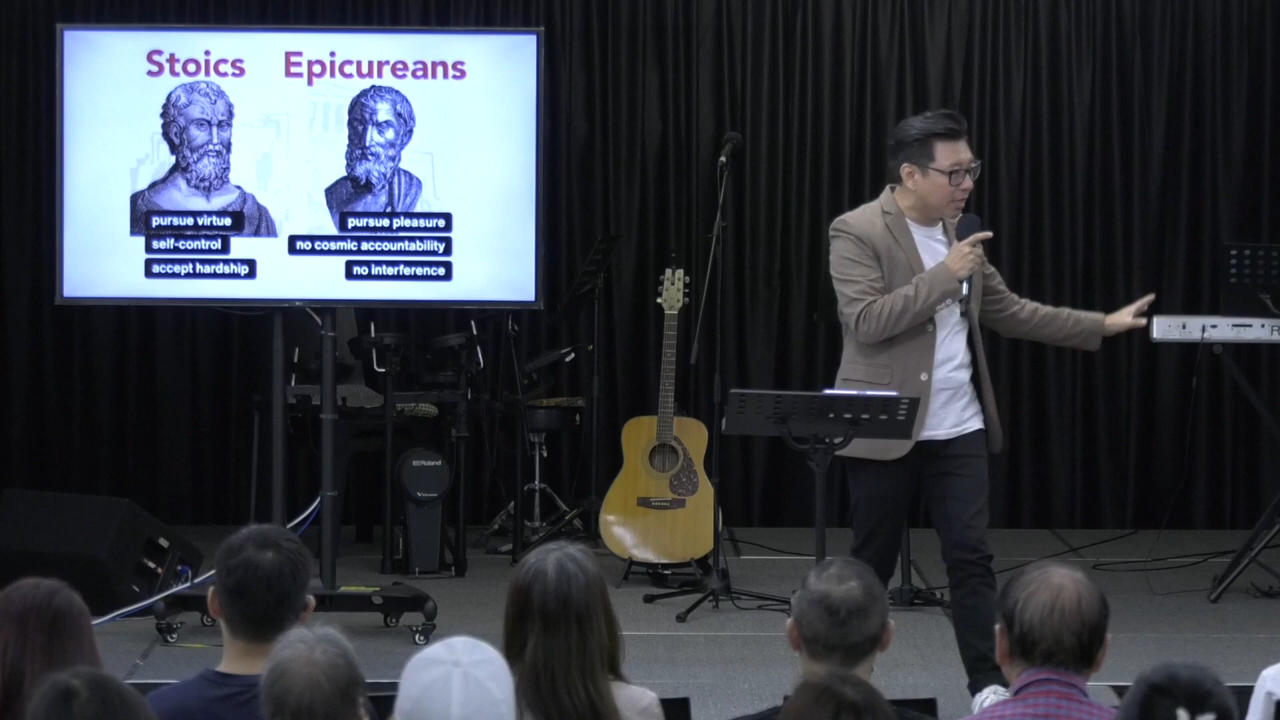 Stoics
Epicureans
pursue virtue
self-control
accept hardship
pursue pleasure
no cosmic accountability
no interference
Roland
R